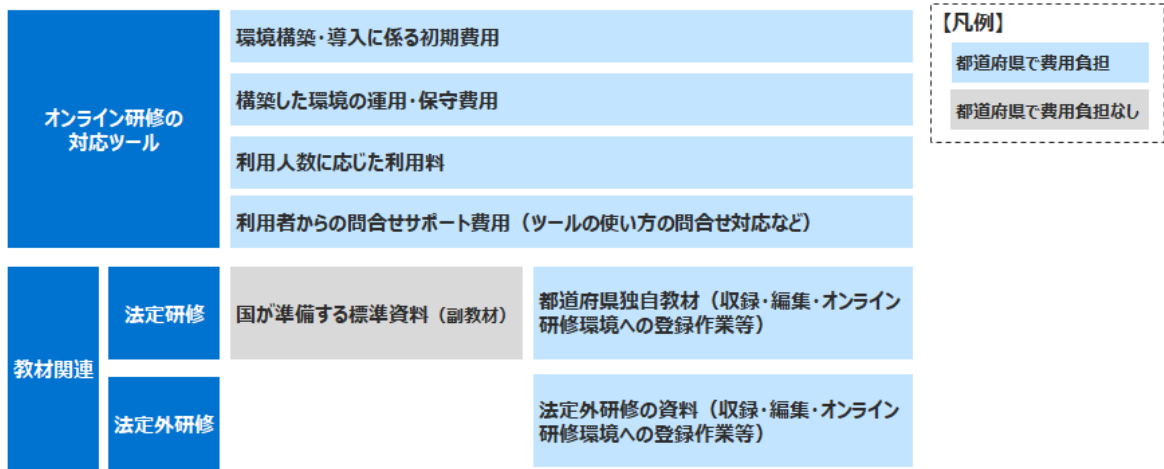 オンライン研修の
対応ツール
環境構築・導入に係る初期費用
構築した環境の運用・保守費用
利用人数に応じた利用料
利用者からの問合せサポート費用（ツールの使い方の問合せ対応など）
【凡例】
都道府県で費用負担
都道府県で費用負担なし
教材関連
法定研修
国が準備する標準資料（副教材）
都道府県独自教材（収録・編集・オンライン
研修環境への登録作業等）
法定外研修
法定外研修の資料（収録・編集・オンライン
研修環境への登録作業等）